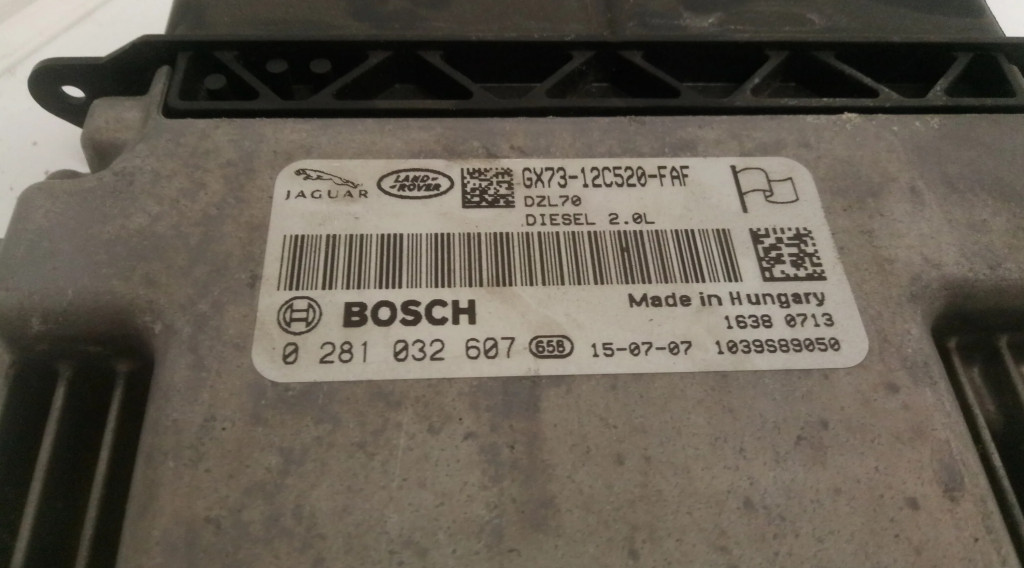 JAGUAR LAND-ROVER GX73-12C520-FAF
DZL70
DIESEL 2.0L
BOSCH Made in Hungary
1638 0713
0 281 032 607 65B 15-07-07 1039S89050